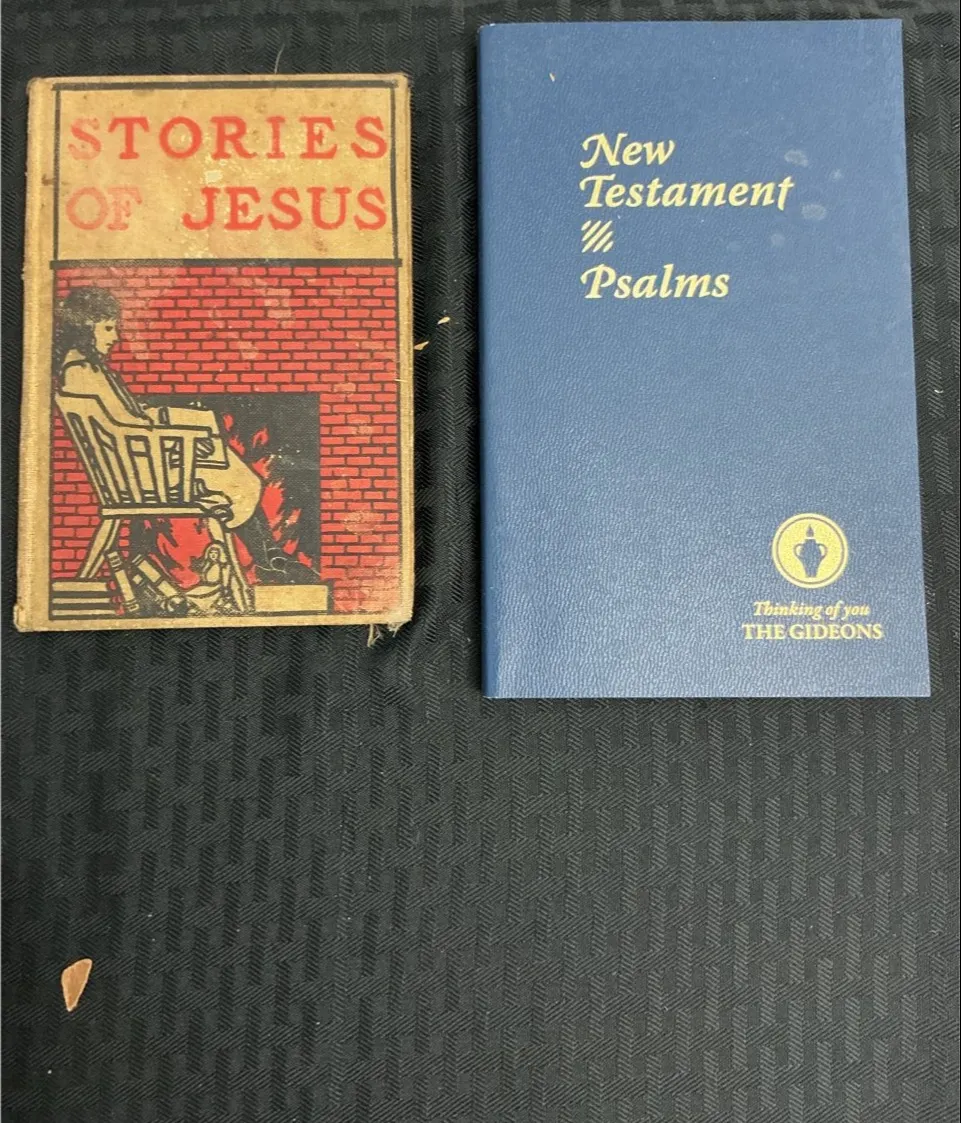 STORIES
OF JESUS
New
Testament
Psalms
Thinking of you
THE GIDEONS